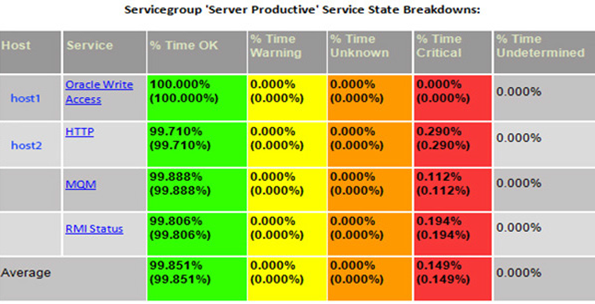 Servicegroup 'Server Productive' Service State Breakdowns:
Host Service % Time OK % Time Warning % Time Unknown % Time Critical % Time Undetermined
host1 Oracle Write Access 100.000% (100.000%) 0.000% (0.000%) 0.000% (0.000%) 0.000% (0.000%) 0.000%
host2 HTTP 99.710% (99.710%) 0.000% (0.000%) 0.000% (0.000%) 0.290% (0.290%) 0.000%
MQM 99.888% (99.888%) 0.000% (0.000%) 0.000% (0.000%) 0.112% (0.112%) 0.000%
RMI Status 99.806% (99.806%) 0.000% (0.000%) 0.000% (0.000%) 0.194% (0.194%) 0.000%
Average 99.851% (99.851%) 0.000% (0.000%) 0.000% (0.000%) 0.149% (0.149%) 0.000%